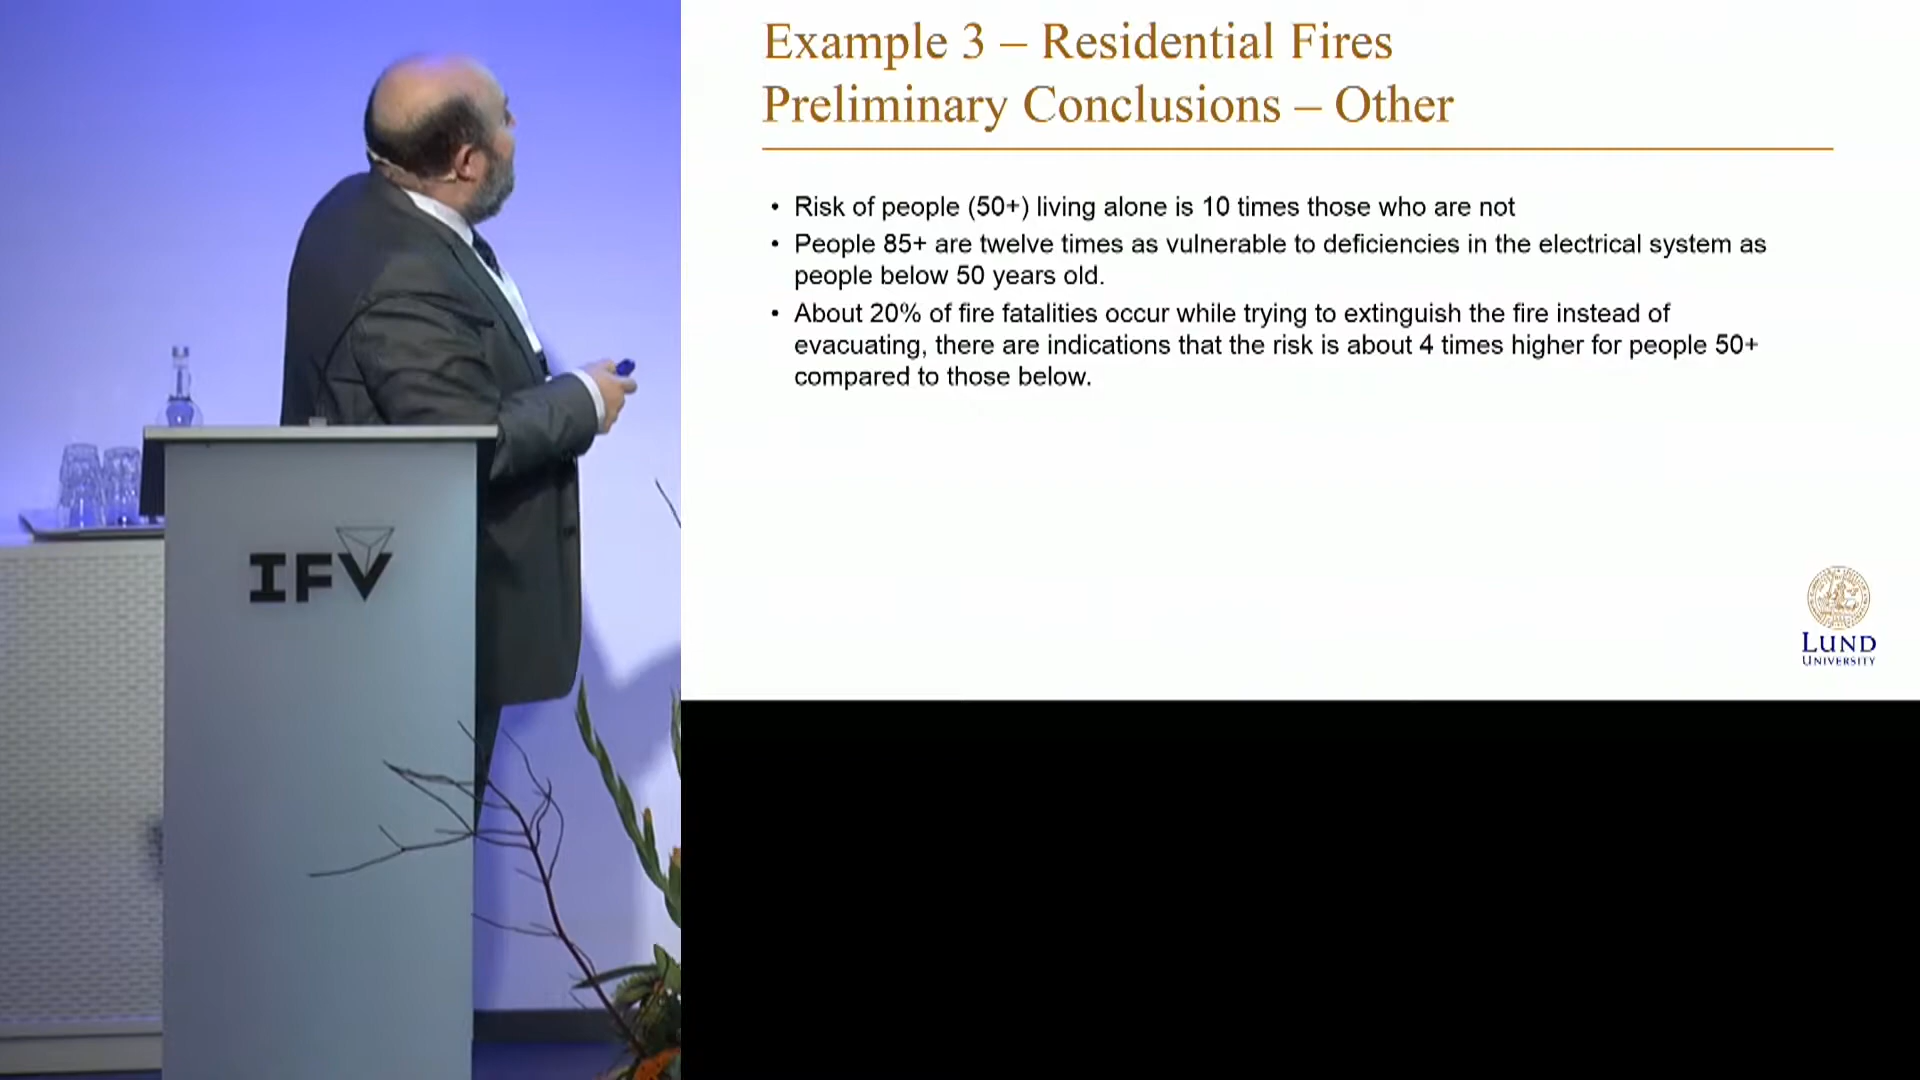 Example 3 – Residential Fires
Preliminary Conclusions – Other
• Risk of people (50+) living alone is 10 times those who are not
• People 85+ are twelve times as vulnerable to deficiencies in the electrical system as
people below 50 years old.
• About 20% of fire fatalities occur while trying to extinguish the fire instead of
evacuating, there are indications that the risk is about 4 times higher for people 50+
compared to those below.
IFV
LUND
UNIVERSITY